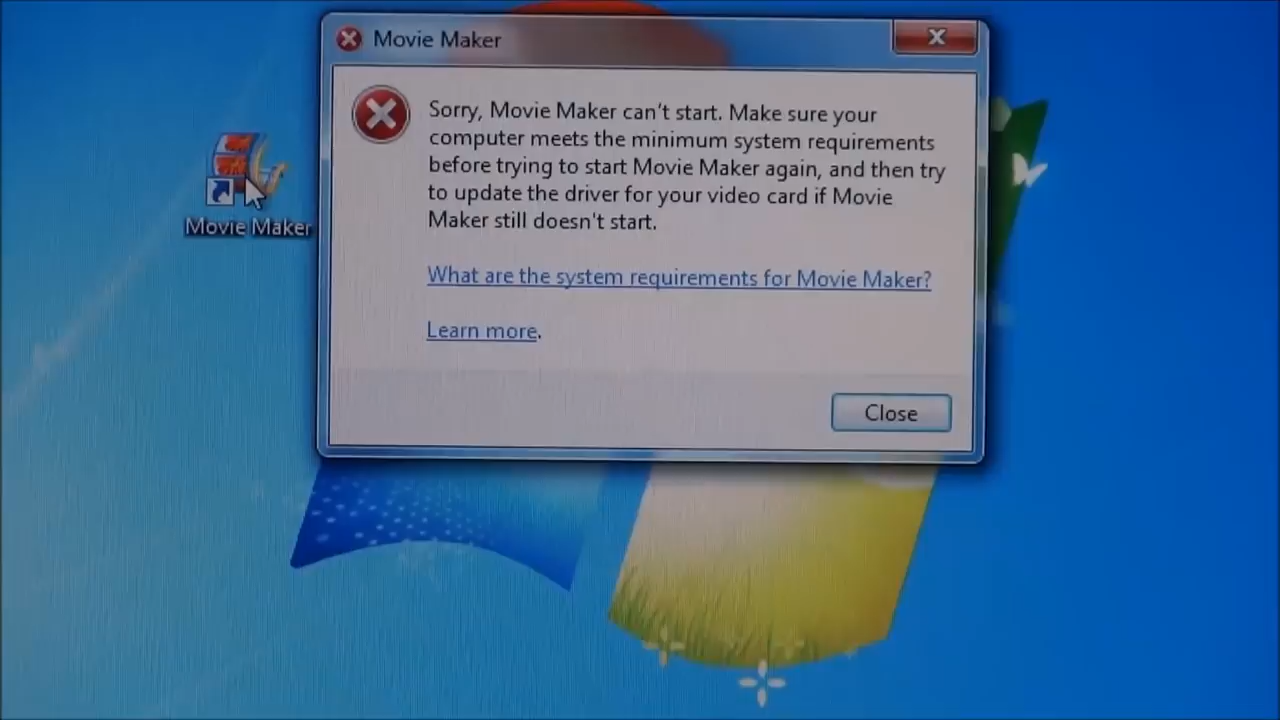 Movie Maker
Sorry, Movie Maker can't start. Make sure your
computer meets the minimum system requirements
before trying to start Movie Maker again, and then try
to update the driver for your video card if Movie
Maker still doesn't start.
What are the system requirements for Movie Maker?
Learn more.
Close
Movie Maker